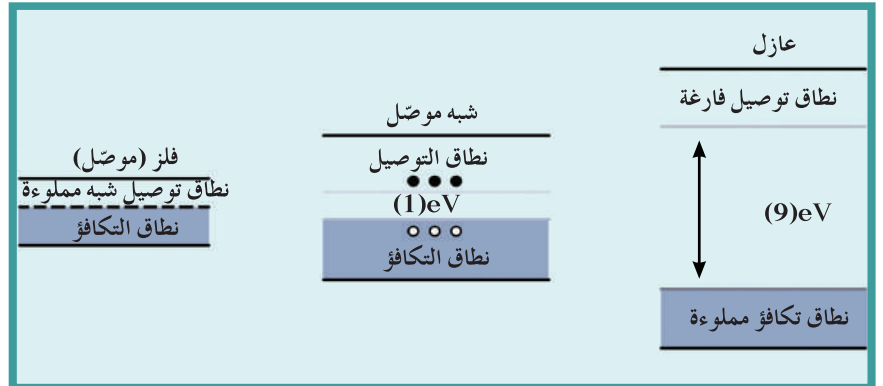 عازل
نطاق توصيل فارغة
(9)eV
نطاق تكافؤ مملوءة
شبه موصّل
نطاق التوصيل
(1)eV
نطاق التكافؤ
فلز (موصّل)
نطاق توصيل شبه مملوءة
نطاق التكافؤ